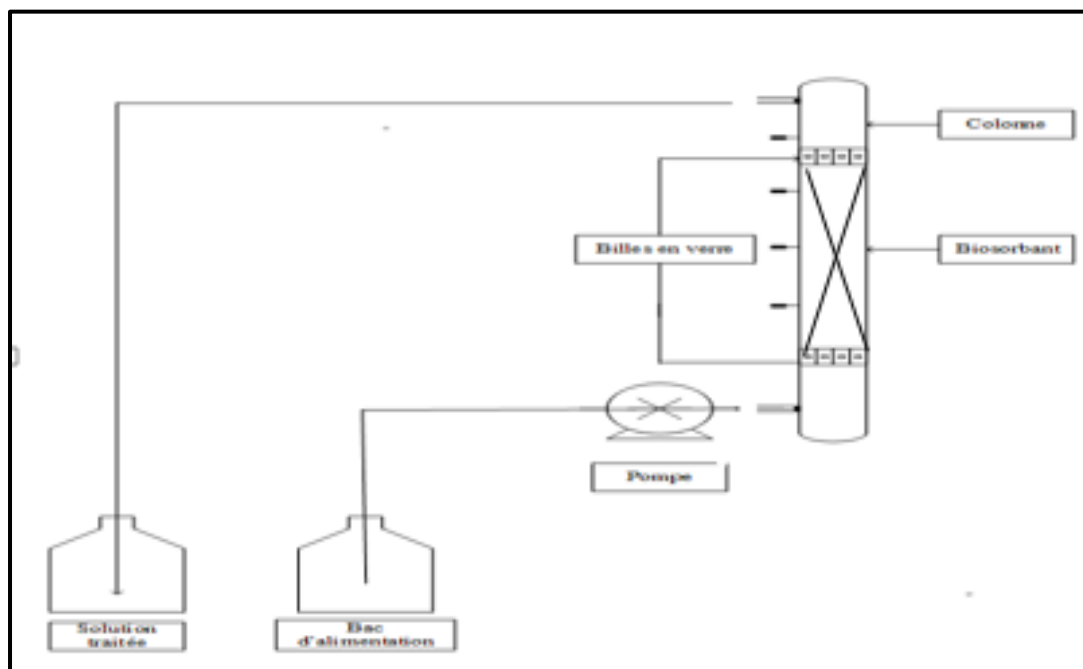 Colonne
Billes en verre
Biosorbant
Pompe
Solution
traitée
Bac
d'alimentation